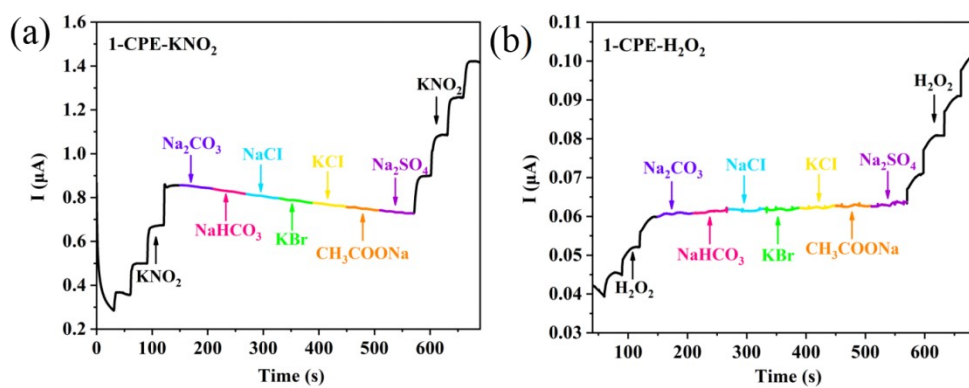 (a)
1-CPE-KNO₂
I (μA)
1.6
1.4
1.2
1.0
0.8
0.6
0.4
0.2
KNO₂
Na₂CO₃
NaCl
KCl
Na₂SO₄
NaHCO₃
KBr
CH₃COONa
KNO₂
0 100 200 300 400 500 600
Time (s)
(b)
1-CPE-H₂O₂
I (μA)
0.11
0.10
0.09
0.08
0.07
0.06
0.05
0.04
0.03
H₂O₂
Na₂CO₃
NaCl
KCl
Na₂SO₄
NaHCO₃
KBr
CH₃COONa
H₂O₂
100 200 300 400 500 600
Time (s)